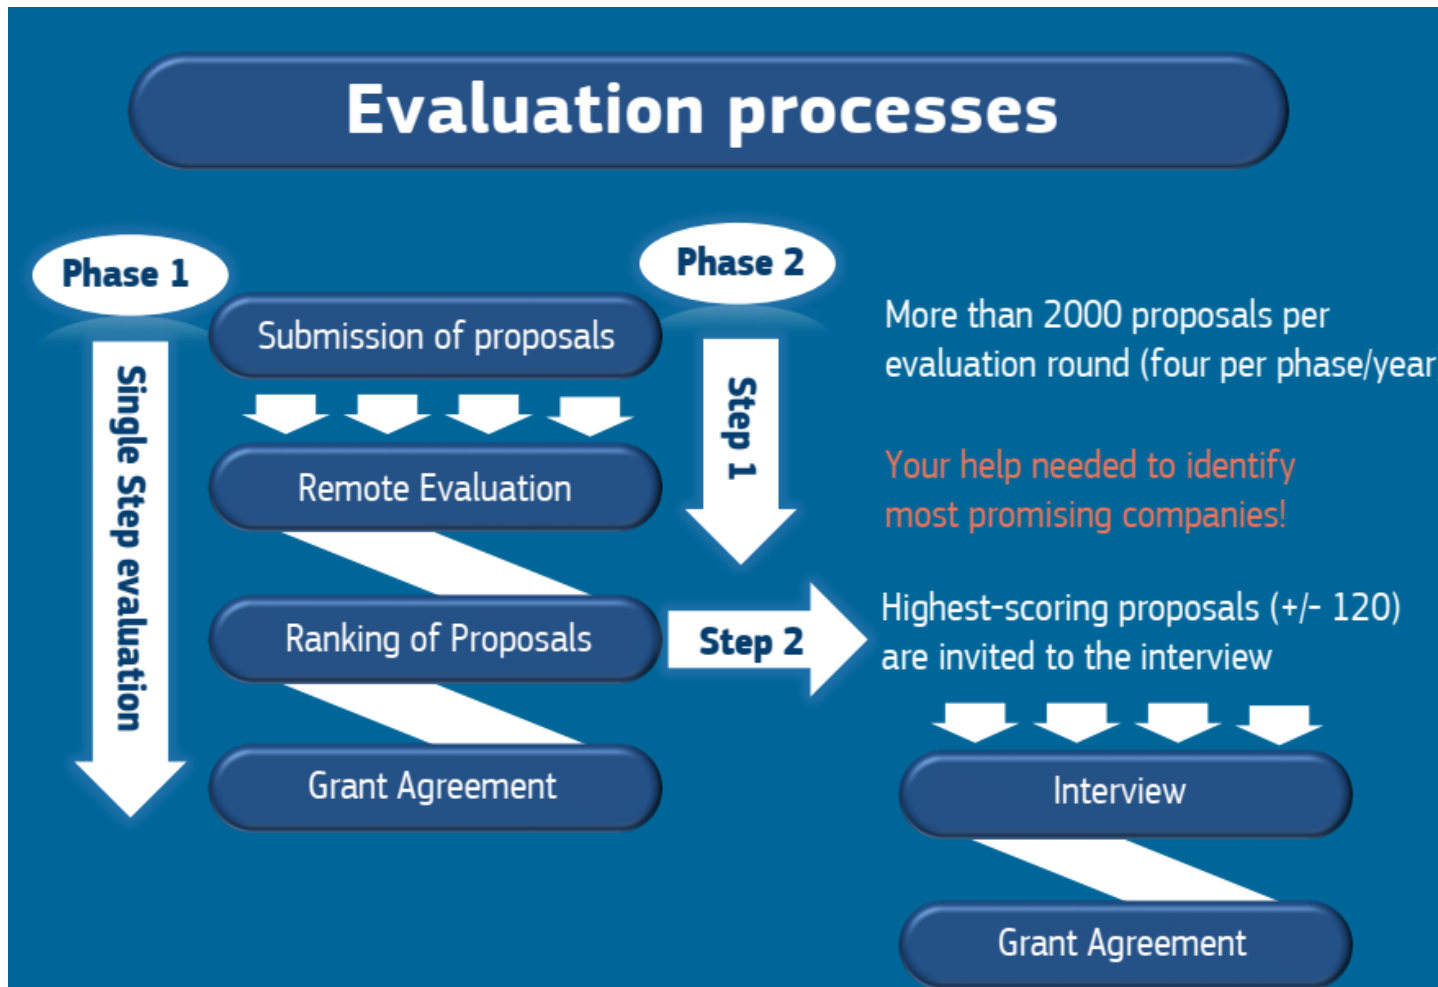 Evaluation processes
Phase 1
Single Step evaluation
Submission of proposals
Remote Evaluation
Ranking of Proposals
Grant Agreement
Phase 2
Step 1
Step 2
More than 2000 proposals per
evaluation round (four per phase/year
Your help needed to identify
most promising companies!
Highest-scoring proposals (+/- 120)
are invited to the interview
Interview
Grant Agreement